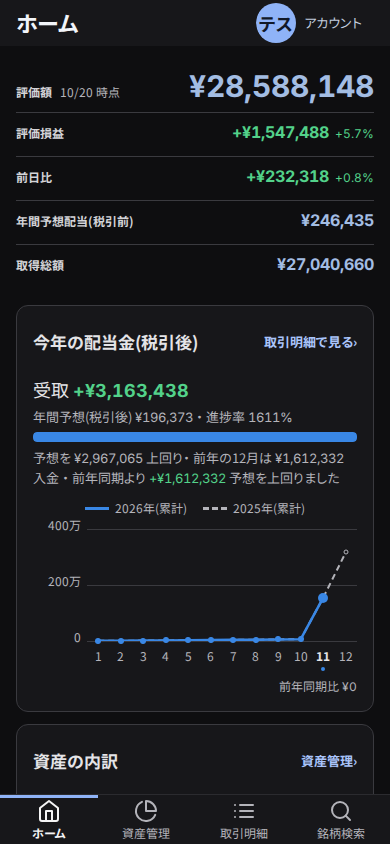 ホーム
テス アカウント
評価額 10/20 時点 ¥28,588,148
評価損益 +¥1,547,488 +5.7%
前日比 +¥232,318 +0.8%
年間予想配当(税引前) ¥246,435
取得総額 ¥27,040,660
今年の配当金(税引後) 取引明細で見る›
受取 +¥3,163,438
年間予想(税引後) ¥196,373・進捗率 1611%
予想を ¥2,967,065 上回り・前年の12月は ¥1,612,332
入金・前年同期より +¥1,612,332 予想を上回りました
2026年(累計) 2025年(累計)
400万
200万
0
1 2 3 4 5 6 7 8 9 10 11 12
前年同期比 ¥0
資産の内訳 資産管理›
ホーム 資産管理 取引明細 銘柄検索